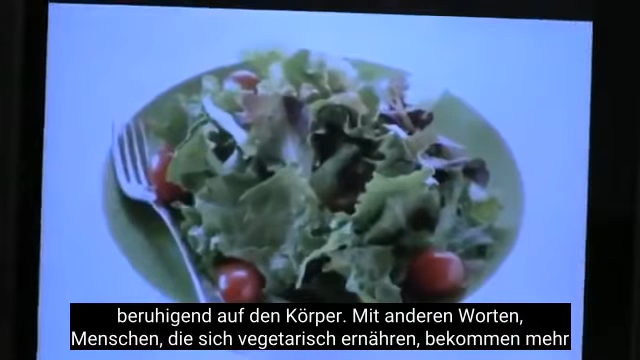 beruhigend auf den Körper. Mit anderen Worten,
Menschen, die sich vegetarisch ernähren, bekommen mehr